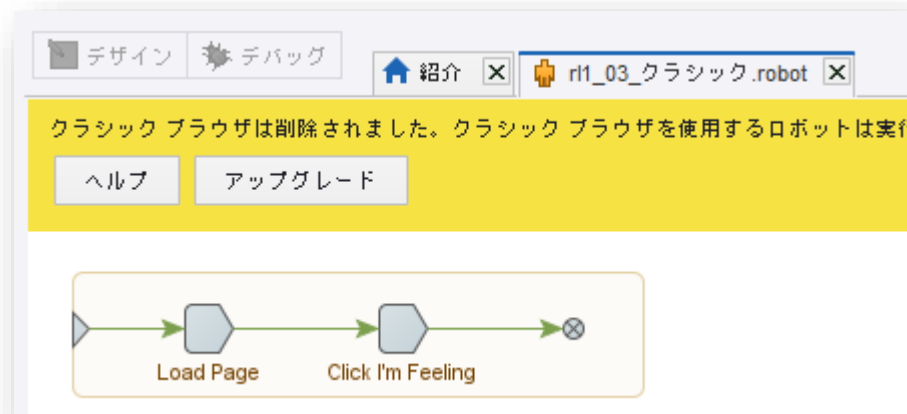 デザイン デバッグ
紹介 rl1_03_クラシック.robot
クラシック ブラウザは削除されました。クラシック ブラウザを使用するロボットは実行
ヘルプ アップグレード
Load Page Click I'm Feeling